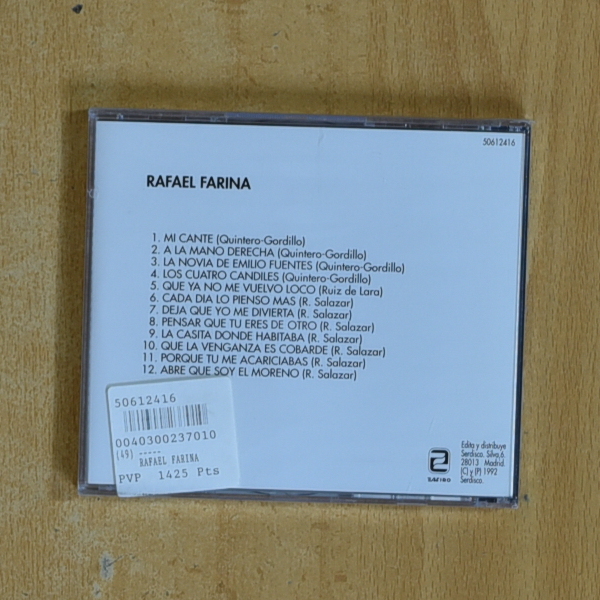 50612416
RAFAEL FARINA
1. MI CANTE (Quintero-Gordillo)
2. A LA MANO DERECHA (Quintero-Gordillo)
3. LA NOVIA DE EMILIO FUENTES (Quintero-Gordillo)
4. LOS CUATRO CANDILES (Quintero-Gordillo)
5. QUE YA NO ME VUELVO LOCO (Ruiz de Lara)
6. CADA DIA LO PIENSO MAS (R. Salazar)
7. DEJA QUE YO ME DIVIERTA (R. Salazar)
8. PENSAR QUE TU ERES DE OTRO (R. Salazar)
9. LA CASITA DONDE HABITABA (R. Salazar)
10. QUE LA VENGANZA ES COBARDE (R. Salazar)
11. PORQUE TU ME ACARICIABAS (R. Salazar)
12. ABRE QUE SOY EL MORENO (R. Salazar)
50612416
0040300237010
(49) -----
RAFAEL FARINA
PVP 1425 Pts
ZAFIRO
Edita y distribuye
Serdisco. Silva,6.
28013 Madrid.
(C) y (P) 1992
Serdisco.